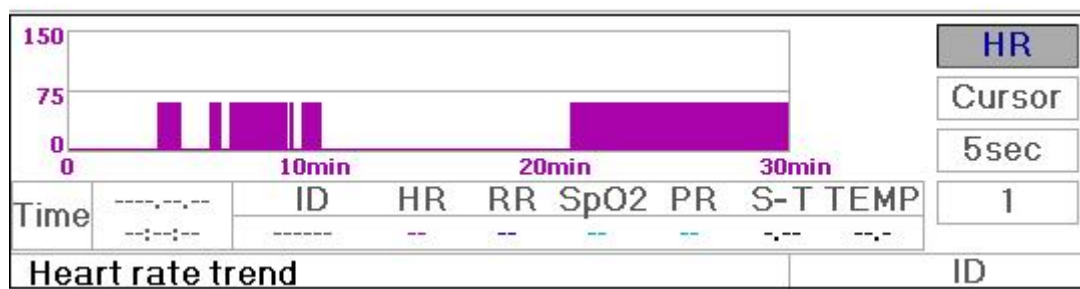 150
HR
75
Cursor
0
5sec
0 10min 20min 30min
Time ----.--.-- ID HR RR SpO2 PR S-T TEMP 1
--:--:-- ------ -- -- -- -- -.-- --.-
Heart rate trend ID